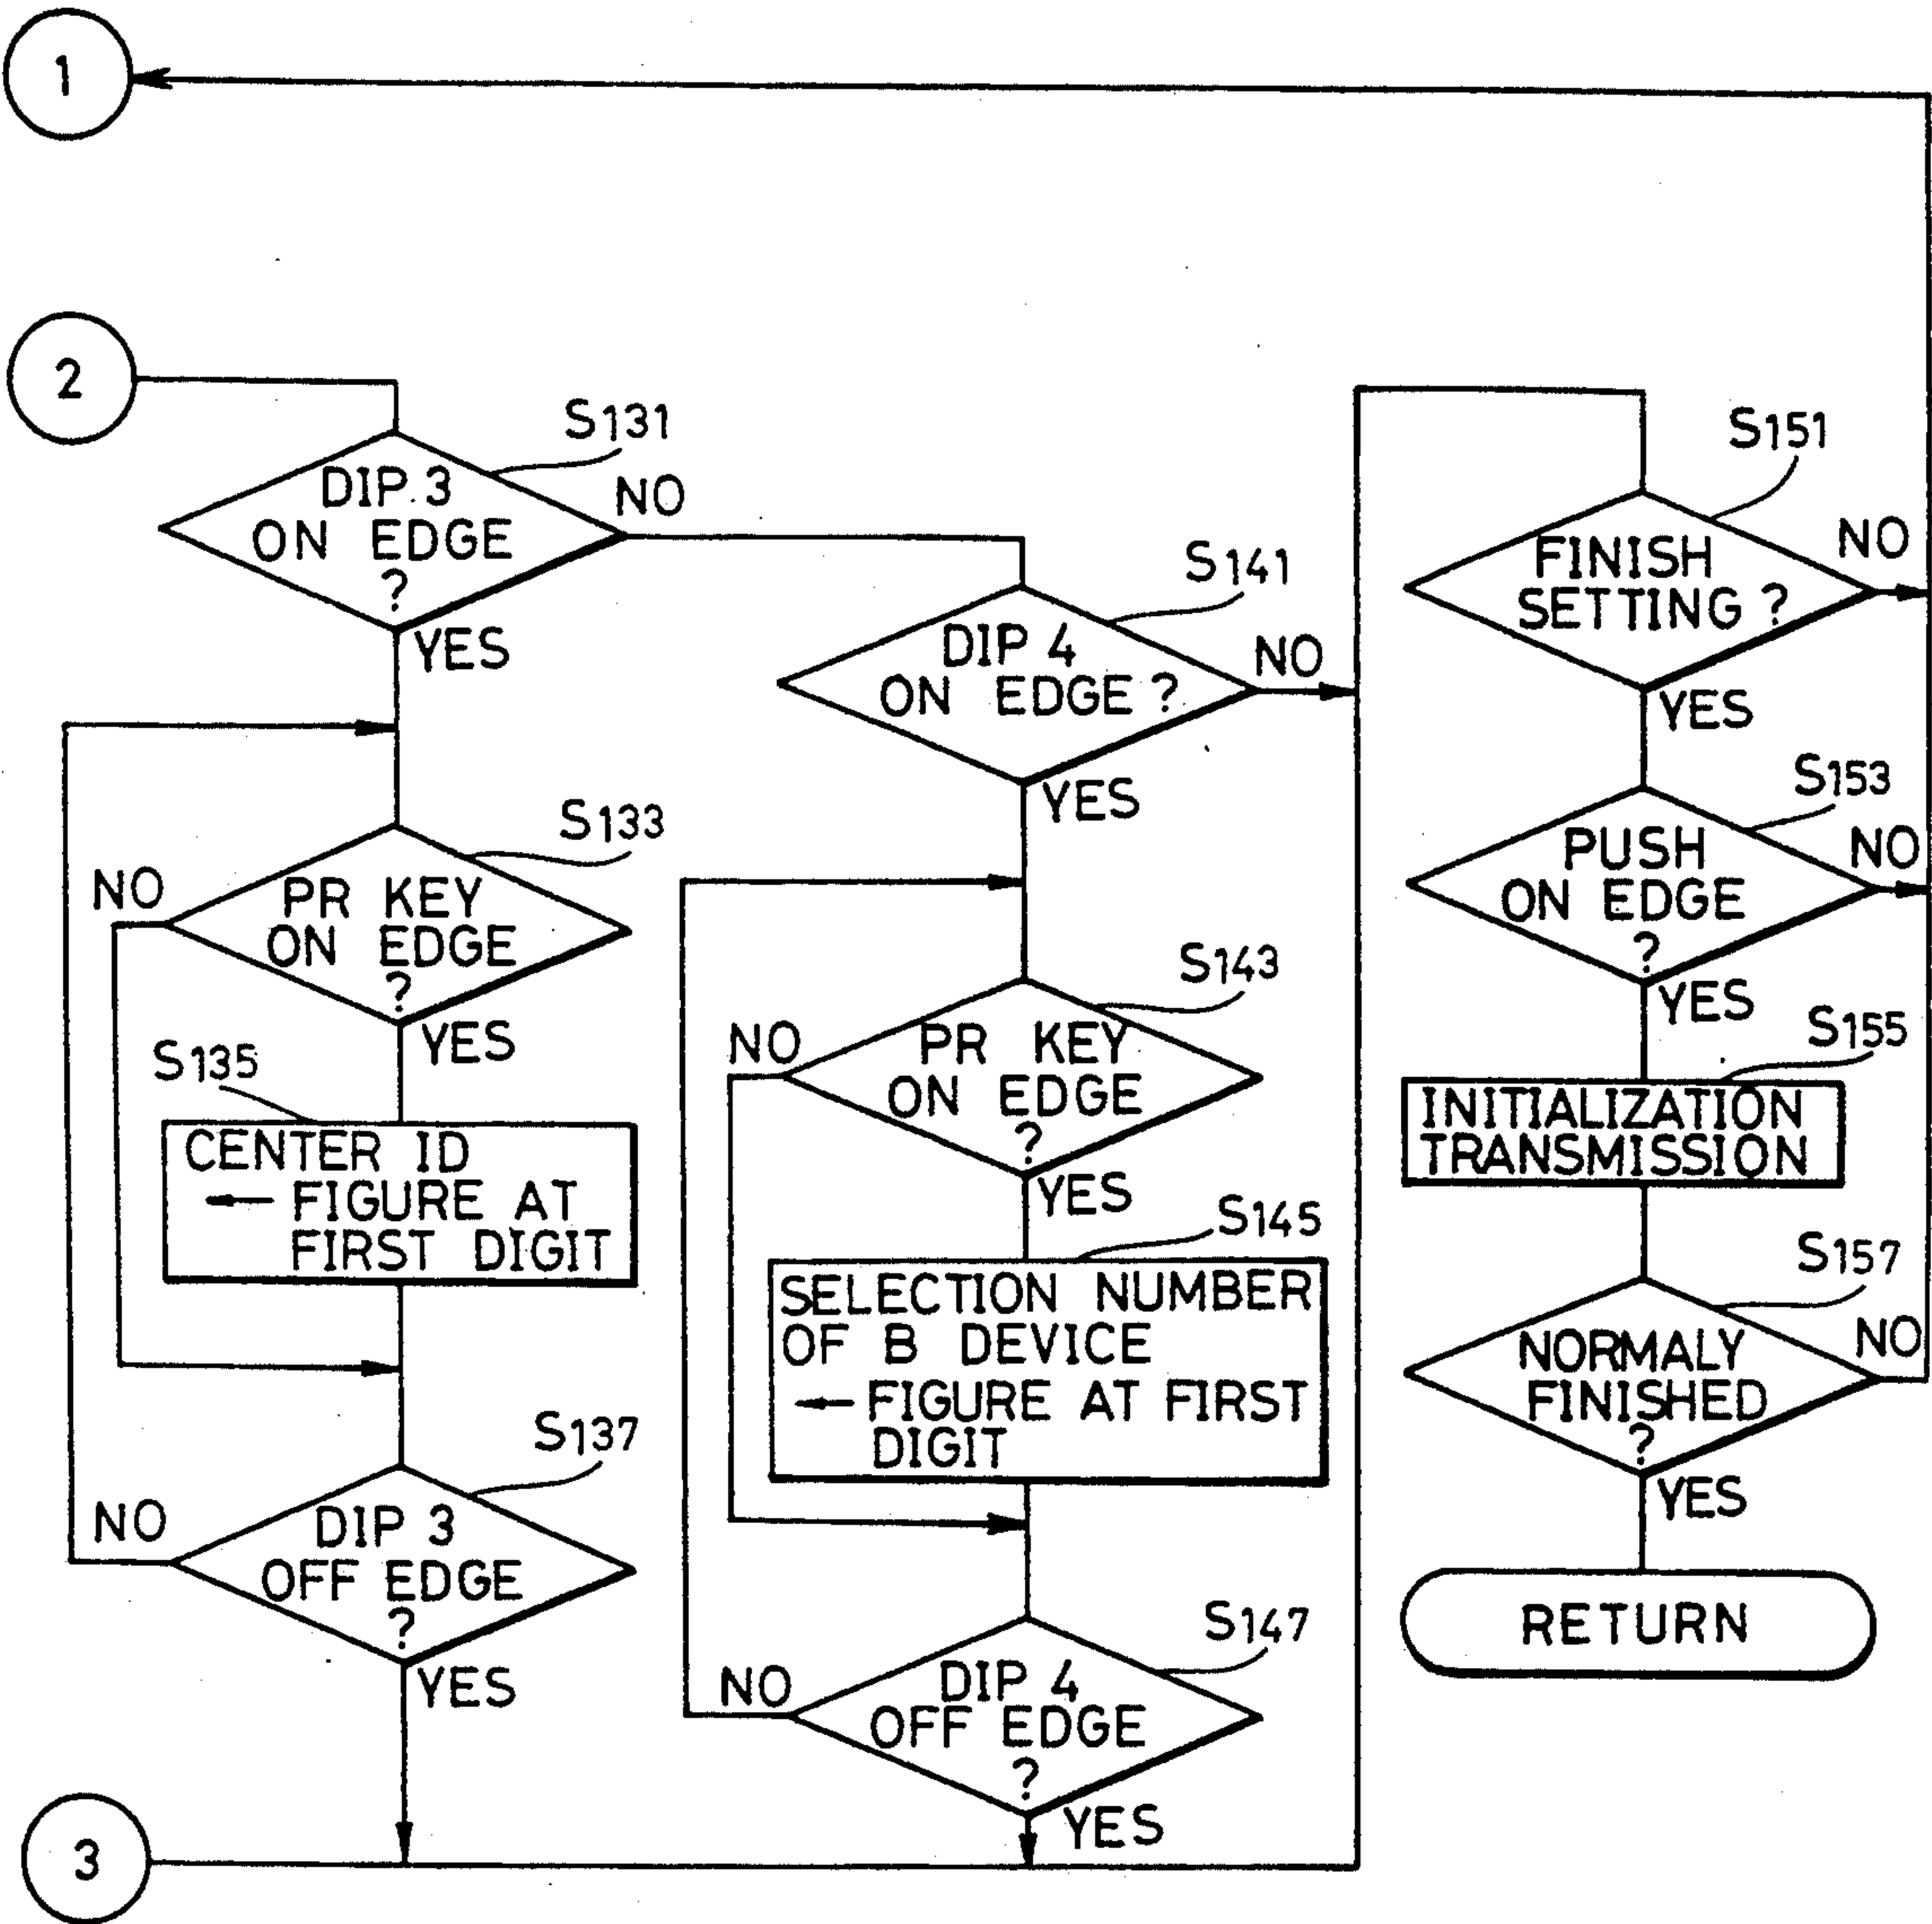 1
2
S131
DIP. 3
ON EDGE
?
NO
YES
S133
PR KEY
ON EDGE
?
NO
YES
S135
CENTER ID
← FIGURE AT
FIRST DIGIT
S137
DIP 3
OFF EDGE
?
NO
YES
3
S141
DIP 4
ON EDGE ?
NO
YES
S143
PR KEY
ON EDGE
?
NO
YES
S145
SELECTION NUMBER
OF B DEVICE
← FIGURE AT FIRST
DIGIT
S147
DIP 4
OFF EDGE
?
NO
YES
S151
FINISH
SETTING ?
NO
YES
S153
PUSH
ON EDGE
?
NO
YES
S155
INITIALIZATION
TRANSMISSION
S157
NORMALY
FINISHED
?
NO
YES
RETURN